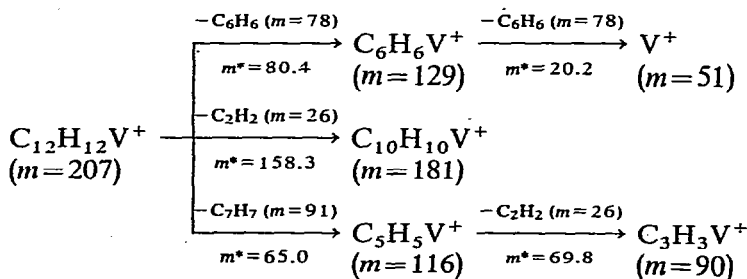 −C₆H₆ (m=78) −C₆H₆ (m=78)
C₆H₆V⁺ V⁺
m*=80.4 (m=129) m*=20.2 (m=51)
−C₂H₂ (m=26)
C₁₂H₁₂V⁺ C₁₀H₁₀V⁺
(m=207) m*=158.3 (m=181)
−C₇H₇ (m=91) −C₂H₂ (m=26)
C₅H₅V⁺ C₃H₃V⁺
m*=65.0 (m=116) m*=69.8 (m=90)